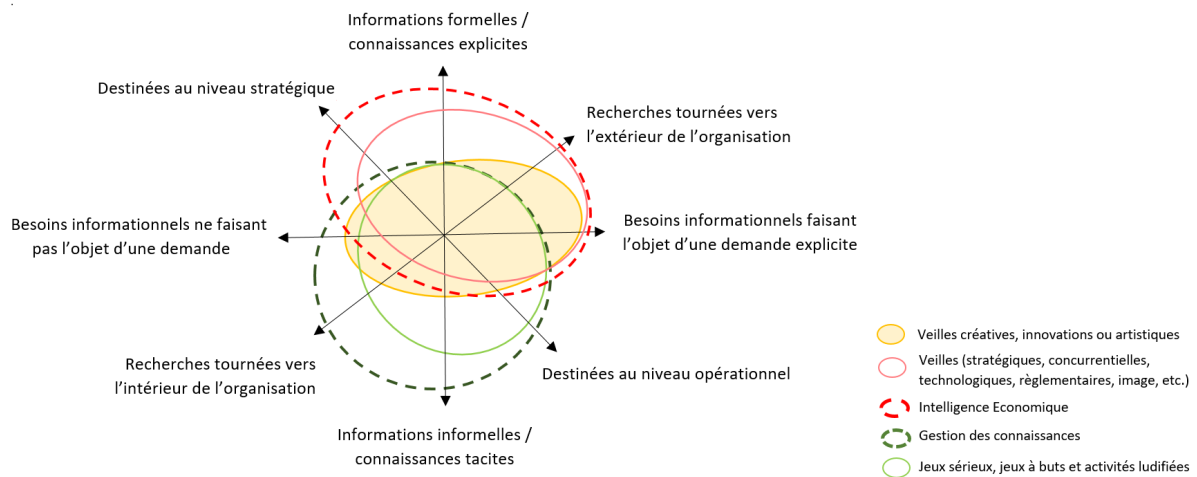 Informations formelles /
connaissances explicites
Destinées au niveau stratégique
Recherches tournées vers
l'extérieur de l'organisation
Besoins informationnels ne faisant
pas l'objet d'une demande
Besoins informationnels faisant
l'objet d'une demande explicite
Recherches tournées vers
l'intérieur de l'organisation
Destinées au niveau opérationnel
Informations informelles /
connaissances tacites
Veilles créatives, innovations ou artistiques
Veilles (stratégiques, concurrentielles,
technologiques, règlementaires, image, etc.)
Intelligence Economique
Gestion des connaissances
Jeux sérieux, jeux à buts et activités ludifiées